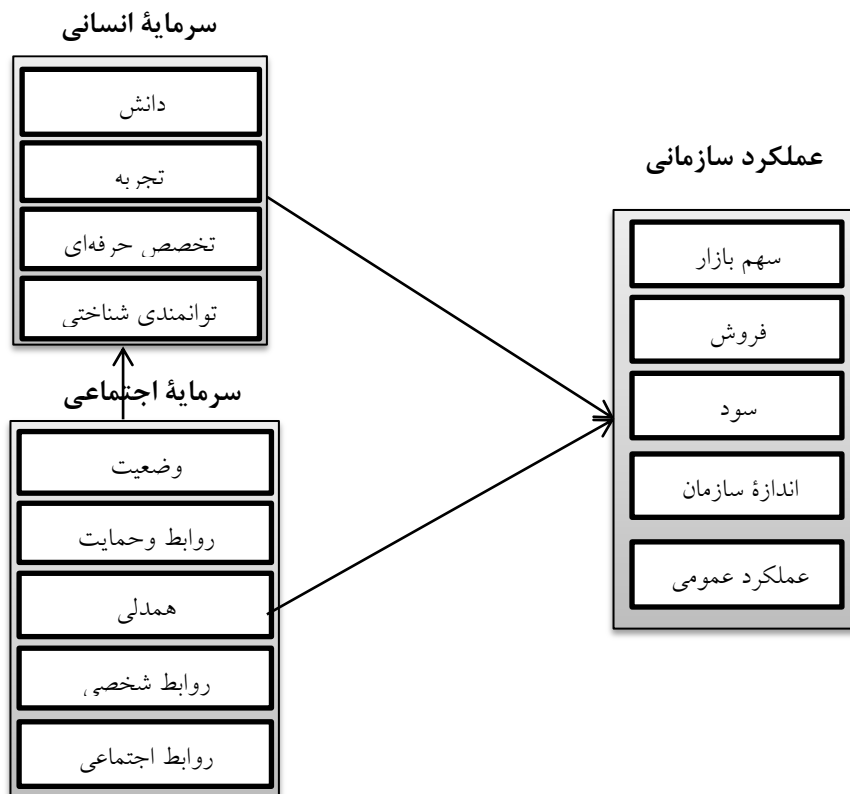 سرمایهٔ انسانی
دانش
تجربه
تخصص حرفه‌ای
توانمندی شناختی
سرمایهٔ اجتماعی
وضعیت
روابط وحمایت
همدلی
روابط شخصی
روابط اجتماعی
عملکرد سازمانی
سهم بازار
فروش
سود
اندازهٔ سازمان
عملکرد عمومی